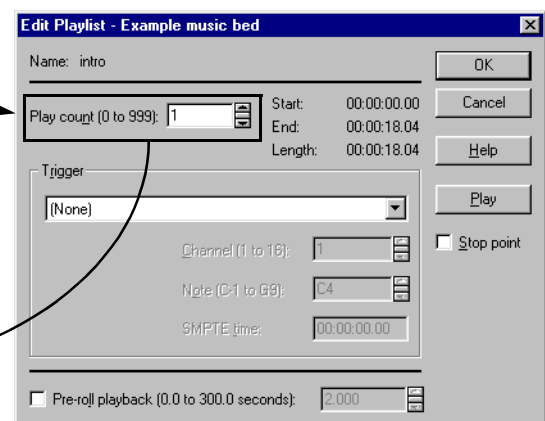 Edit Playlist - Example music bed
Name: intro
OK
Play count (0 to 999): 1
Start: 00:00:00.00
Cancel
End: 00:00:18.04
Length: 00:00:18.04
Help
Trigger
(None)
Play
Channel (1 to 16): 1
Stop point
Note (C-1 to G9): C4
SMPTE time: 00:00:00.00
Pre-roll playback (0.0 to 300.0 seconds): 2.000